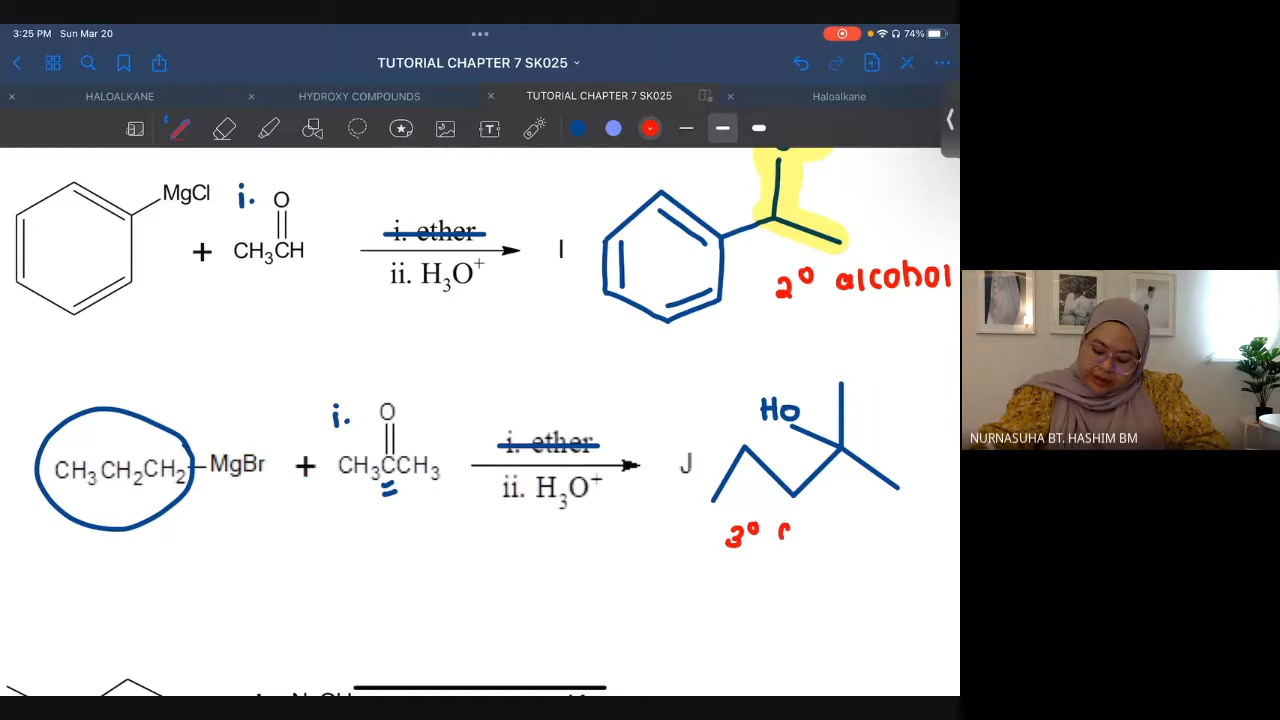 3:25 PM Sun Mar 20
74%
TUTORIAL CHAPTER 7 SK025
HALOALKANE
HYDROXY COMPOUNDS
TUTORIAL CHAPTER 7 SK025
Haloalkane
MgCl
i.
O
+
CH3CH
i. ether
ii. H3O+
I
2° alcohol
CH3CH2CH2
MgBr
+
i.
O
CH3CCH3
i. ether
ii. H3O+
J
HO
3°
NURNASUHA BT. HASHIM BM